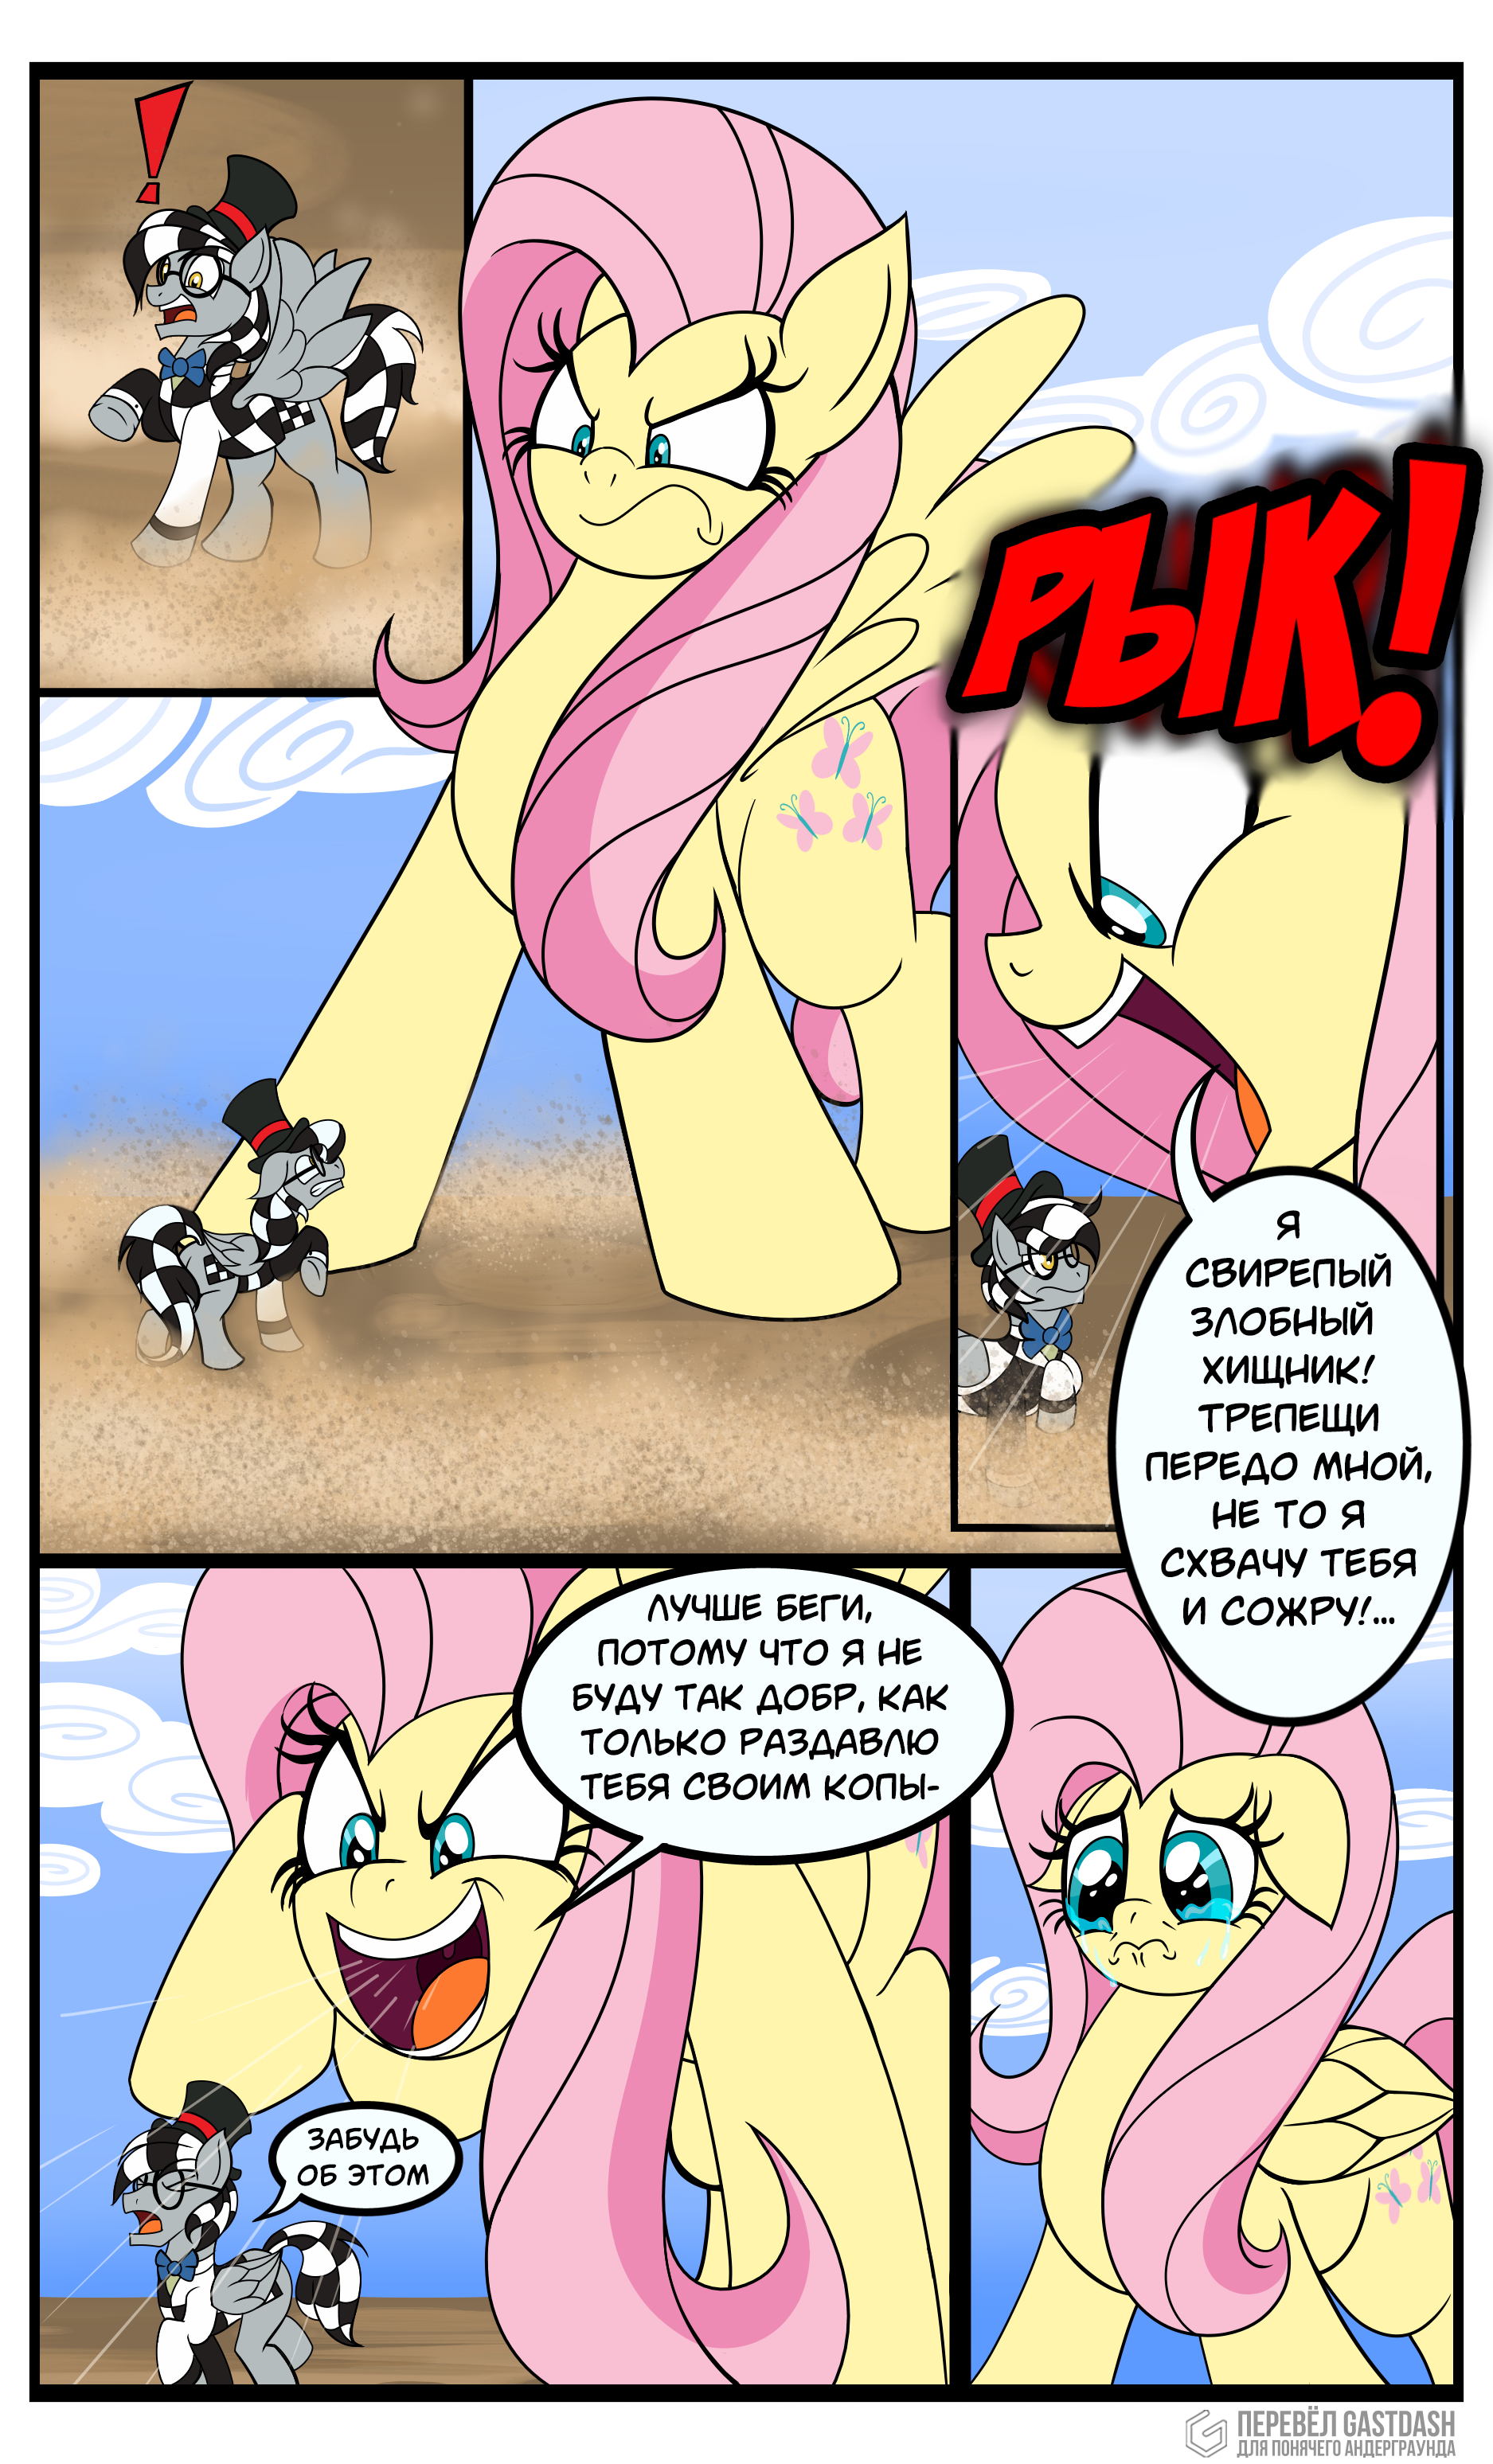 !
РЫК!
Я
СВИРЕПЫЙ
ЗЛОБНЫЙ
ХИЩНИК!
ТРЕПЕЩИ
ПЕРЕДО МНОЙ,
НЕ ТО Я
СХВАЧУ ТЕБЯ
И СОЖРУ!...
ЛУЧШЕ БЕГИ,
ПОТОМУ ЧТО Я НЕ
БУДУ ТАК ДОБР, КАК
ТОЛЬКО РАЗДАВЛЮ
ТЕБЯ СВОИМ КОПЫ-
ЗАБУДЬ
ОБ ЭТОМ
ПЕРЕВЁЛ GASTDASH
ДЛЯ ПОНЯЧЕГО АНДЕРГРАУНДА